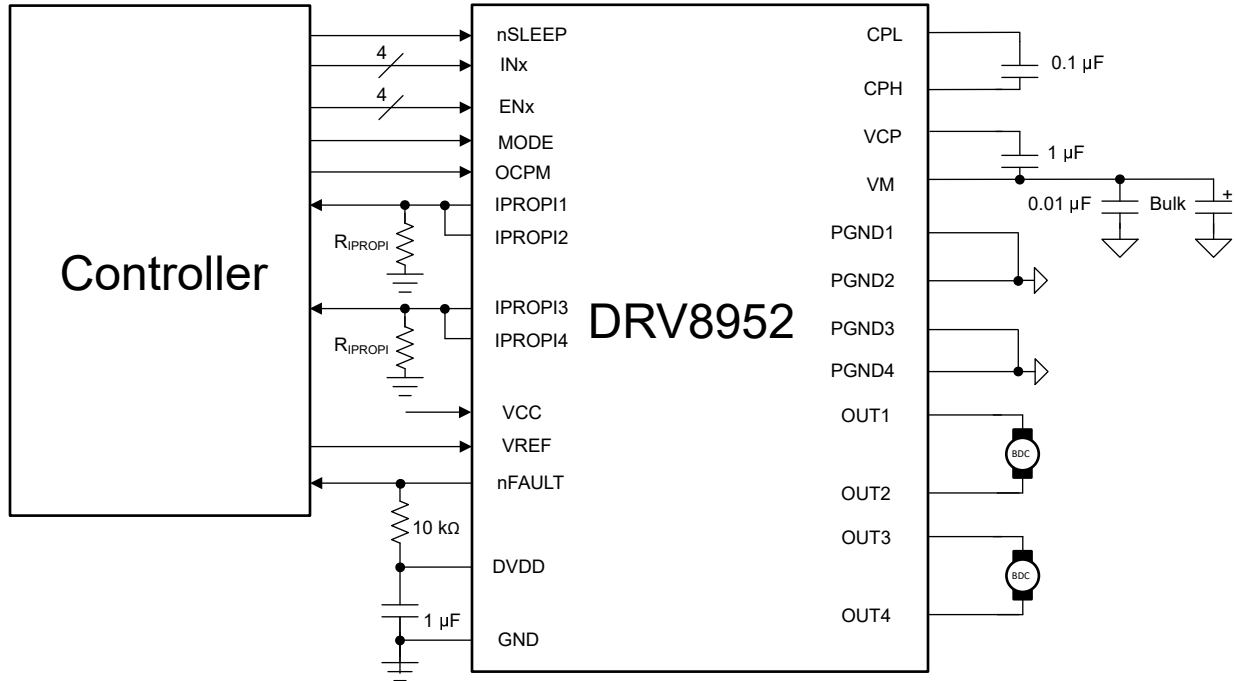 Controller
DRV8952
nSLEEP
4
INx
4
ENx
MODE
OCPM
IPROPI1
IPROPI2
RIPROPI
IPROPI3
IPROPI4
RIPROPI
VCC
VREF
nFAULT
10 kΩ
DVDD
1 µF
GND
CPL
0.1 µF
CPH
VCP
1 µF
VM
+
0.01 µF
Bulk
PGND1
PGND2
PGND3
PGND4
OUT1
BDC
OUT2
OUT3
BDC
OUT4